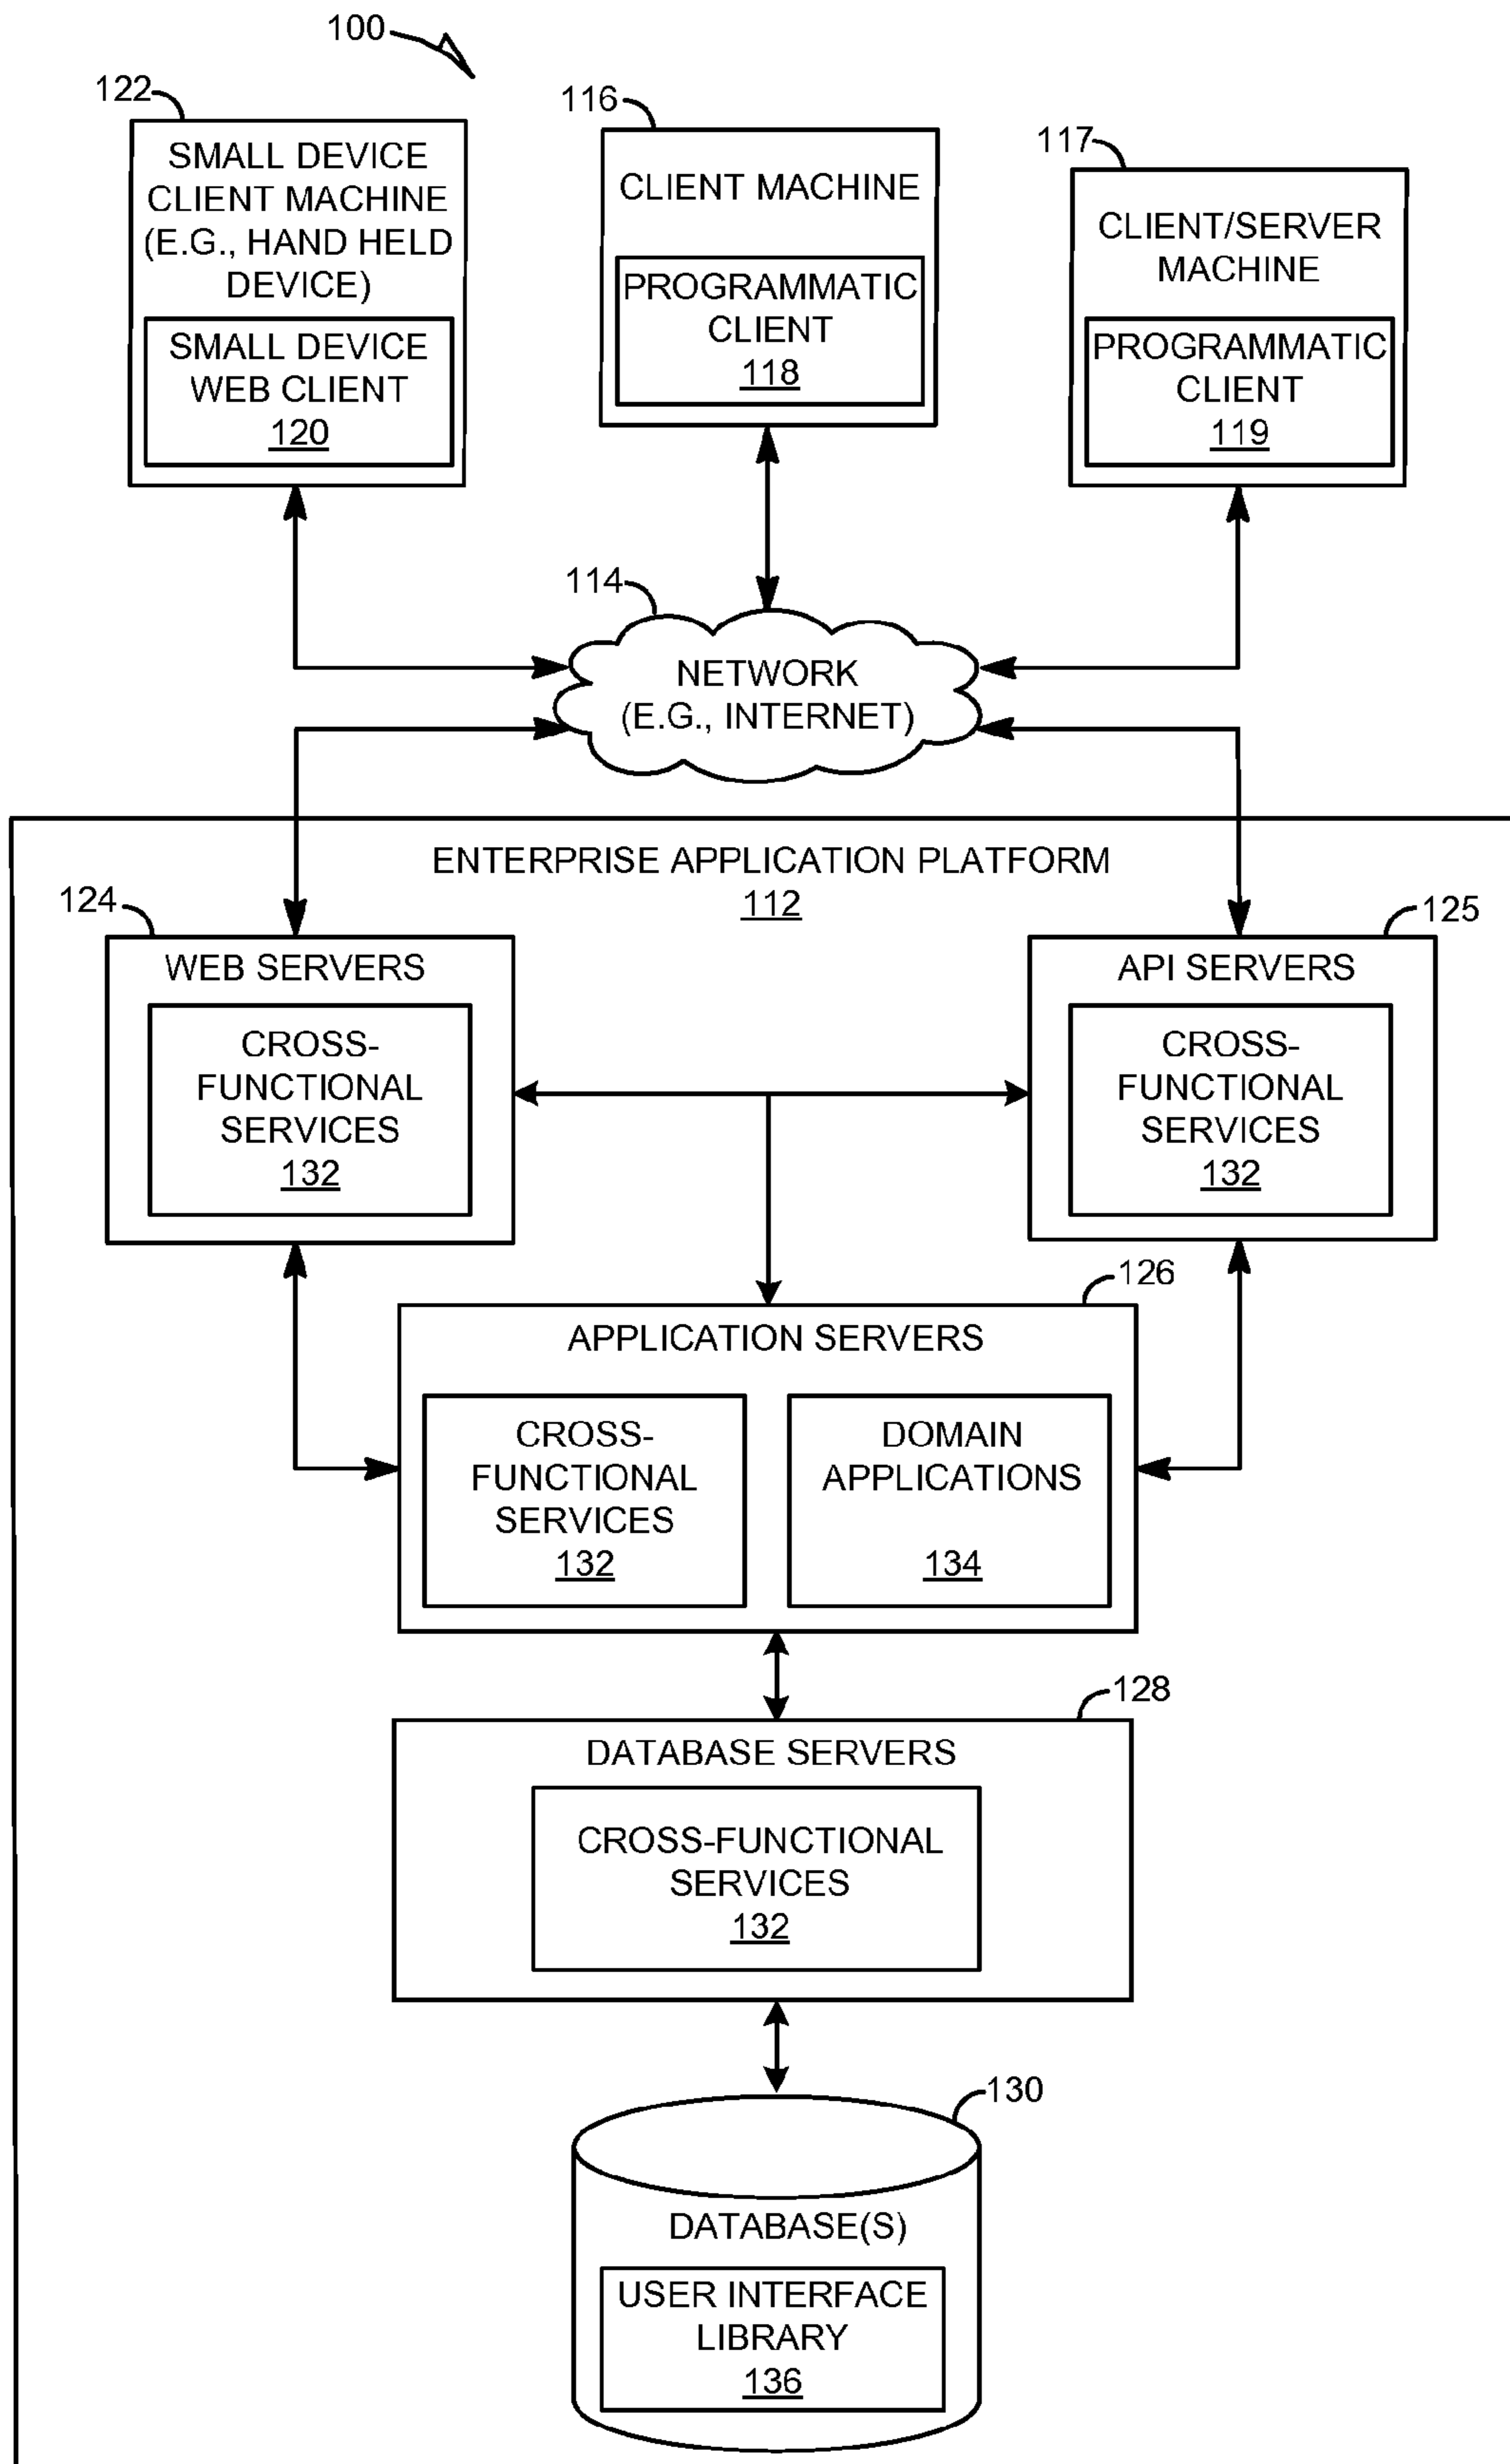 100
122
SMALL DEVICE
CLIENT MACHINE
(E.G., HAND HELD
DEVICE)
SMALL DEVICE
WEB CLIENT
120
116
CLIENT MACHINE
PROGRAMMATIC
CLIENT
118
117
CLIENT/SERVER
MACHINE
PROGRAMMATIC
CLIENT
119
114
NETWORK
(E.G., INTERNET)
ENTERPRISE APPLICATION PLATFORM
112
124
WEB SERVERS
CROSS-
FUNCTIONAL
SERVICES
132
125
API SERVERS
CROSS-
FUNCTIONAL
SERVICES
132
126
APPLICATION SERVERS
CROSS-
FUNCTIONAL
SERVICES
132
DOMAIN
APPLICATIONS
134
128
DATABASE SERVERS
CROSS-FUNCTIONAL
SERVICES
132
130
DATABASE(S)
USER INTERFACE
LIBRARY
136